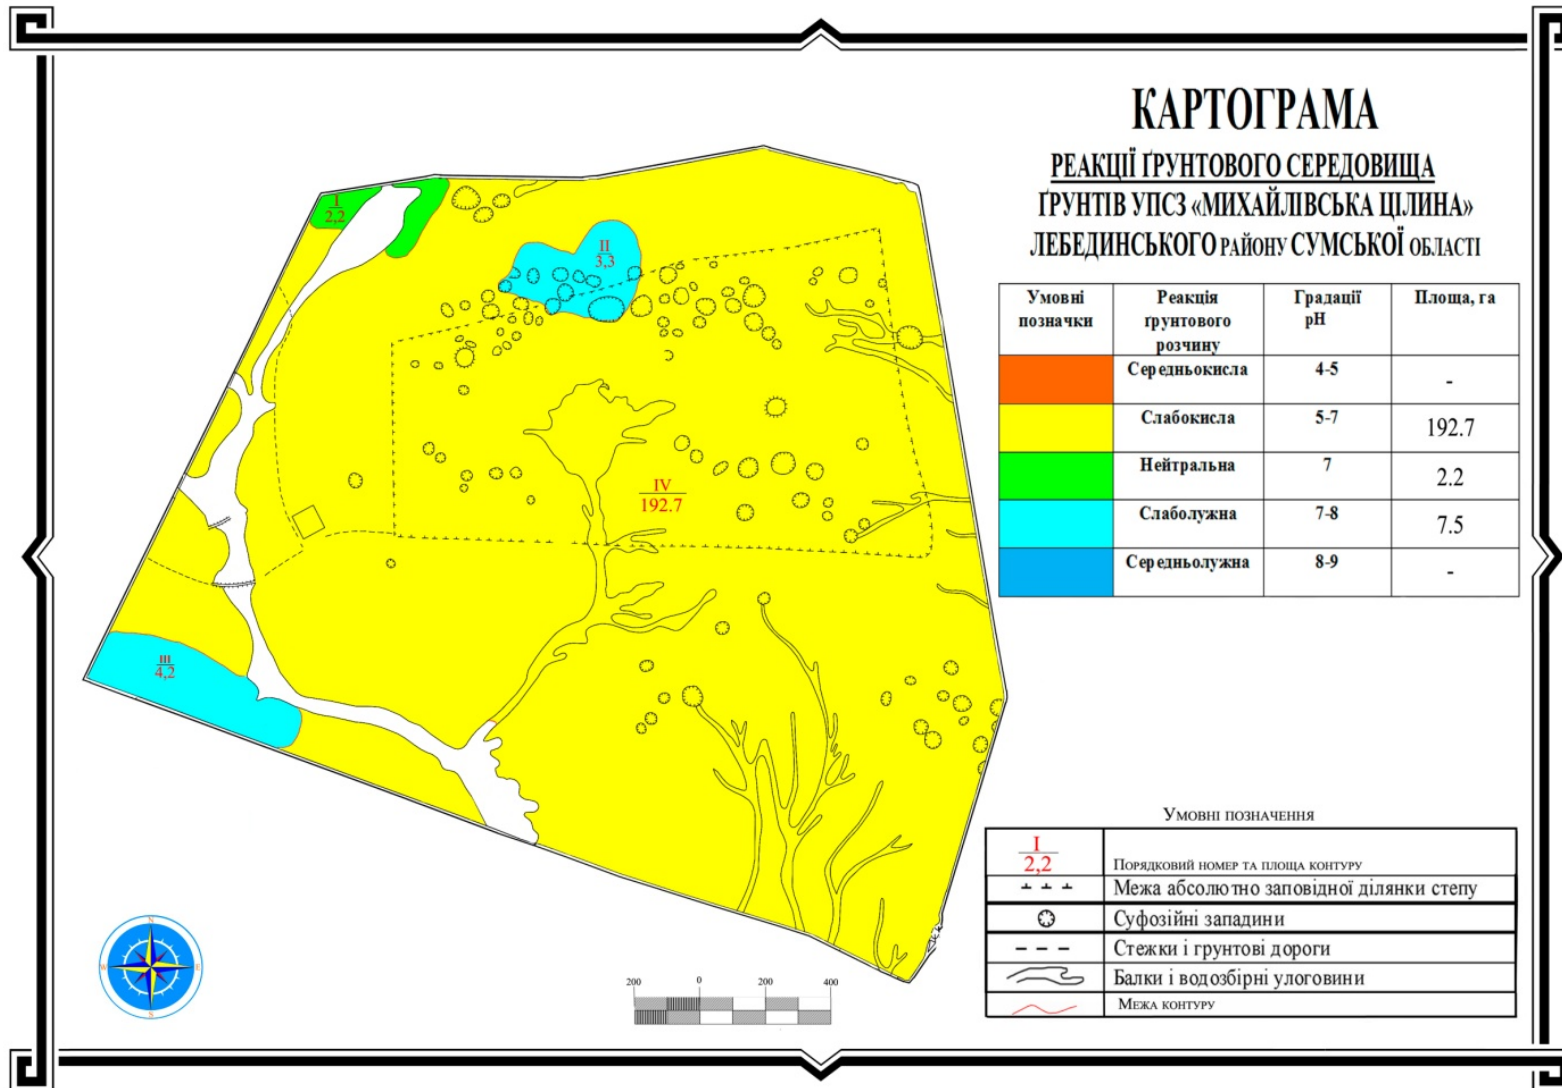 КАРТОГРАМА
РЕАКЦІЇ ҐРУНТОВОГО СЕРЕДОВИЩА
ҐРУНТІВ УПСЗ «МИХАЙЛІВСЬКА ЦІЛИНА»
ЛЕБЕДИНСЬКОГО РАЙОНУ СУМСЬКОЇ ОБЛАСТІ
Умовні позначки
Реакція ґрунтового розчину
Градації pH
Площа, га
Середньокисла 4-5 -
Слабокисла 5-7 192.7
Нейтральна 7 2.2
Слаболужна 7-8 7.5
Середньолужна 8-9 -
I
2,2
II
3,3
IV
192.7
III
4,2
УМОВНІ ПОЗНАЧЕННЯ
I
2,2
ПОРЯДКОВИЙ НОМЕР ТА ПЛОЩА КОНТУРУ
Межа абсолютно заповідної ділянки степу
Суфозійні западини
Стежки і грунтові дороги
Балки і водозбірні улоговини
МЕЖА КОНТУРУ
N
W
E
S
200 0 200 400